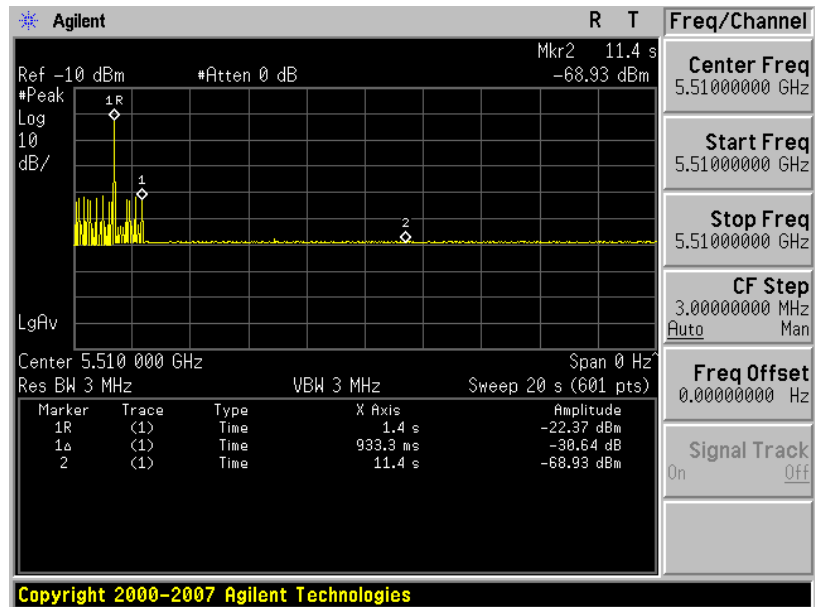 Agilent R T
Mkr2 11.4 s
Ref -10 dBm #Atten 0 dB -68.93 dBm
#Peak
Log
10
dB/
1R
1
2
LgAv
Center 5.510 000 GHz Span 0 Hz^
Res BW 3 MHz VBW 3 MHz Sweep 20 s (601 pts)
Marker Trace Type X Axis Amplitude
1R (1) Time 1.4 s -22.37 dBm
1Δ (1) Time 933.3 ms -30.64 dB
2 (1) Time 11.4 s -68.93 dBm
Freq/Channel
Center Freq
5.51000000 GHz
Start Freq
5.51000000 GHz
Stop Freq
5.51000000 GHz
CF Step
3.00000000 MHz
Auto Man
Freq Offset
0.00000000 Hz
Signal Track
On Off
Copyright 2000-2007 Agilent Technologies